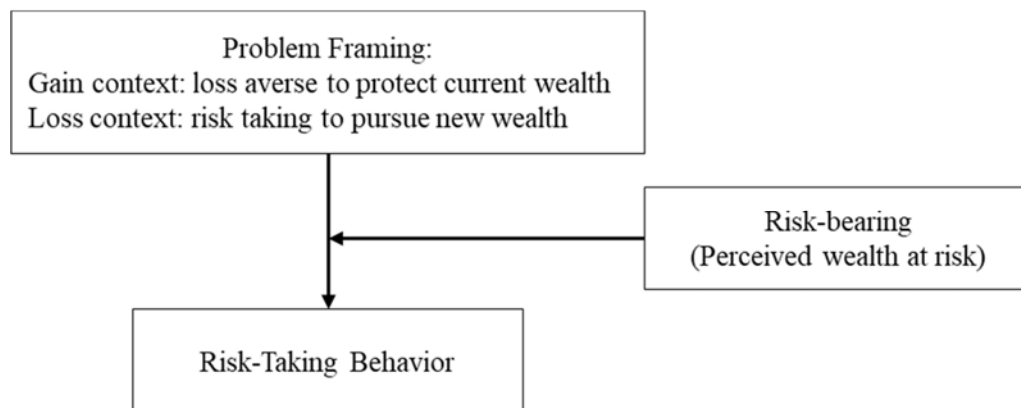 Problem Framing:
Gain context: loss averse to protect current wealth
Loss context: risk taking to pursue new wealth
Risk-bearing
(Perceived wealth at risk)
Risk-Taking Behavior